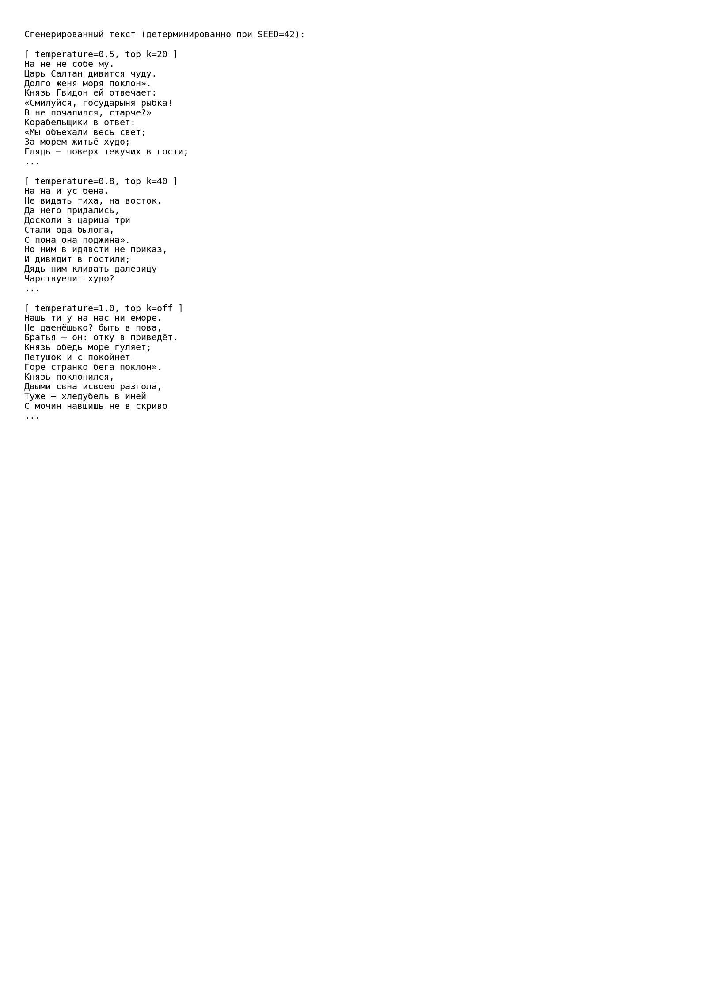 Сгенерированный текст (детерминированно при SEED=42):
[ temperature=0.5, top_k=20 ]
На не не собе му.
Царь Салтан дивится чуду.
Долго женя моря поклон».
Князь Гвидон ей отвечает:
«Смилуйся, государыня рыбка!
В не почалился, старче?»
Корабельщики в ответ:
«Мы объехали весь свет;
За морем житьё худо;
Глядь — поверх текучих в гости;
...
[ temperature=0.8, top_k=40 ]
На на и ус бена.
Не видать тиха, на восток.
Да него придались,
Досколи в царица три
Стали ода былога,
С пона она поджина».
Но ним в идявсти не приказ,
И дивидит в гостили;
Дядь ним кливать далевицу
Чарствуелит худо?
...
[ temperature=1.0, top_k=off ]
Нашь ти у на нас ни еморе.
Не даенёшько? быть в пова,
Братья — он: отку в приведёт.
Князь обедь море гуляет;
Петушок и с покойнет!
Горе странко бега поклон».
Князь поклонился,
Двыми свна исвоею разгола,
Туже — хледубель в иней
С мочин навшишь не в скриво
...